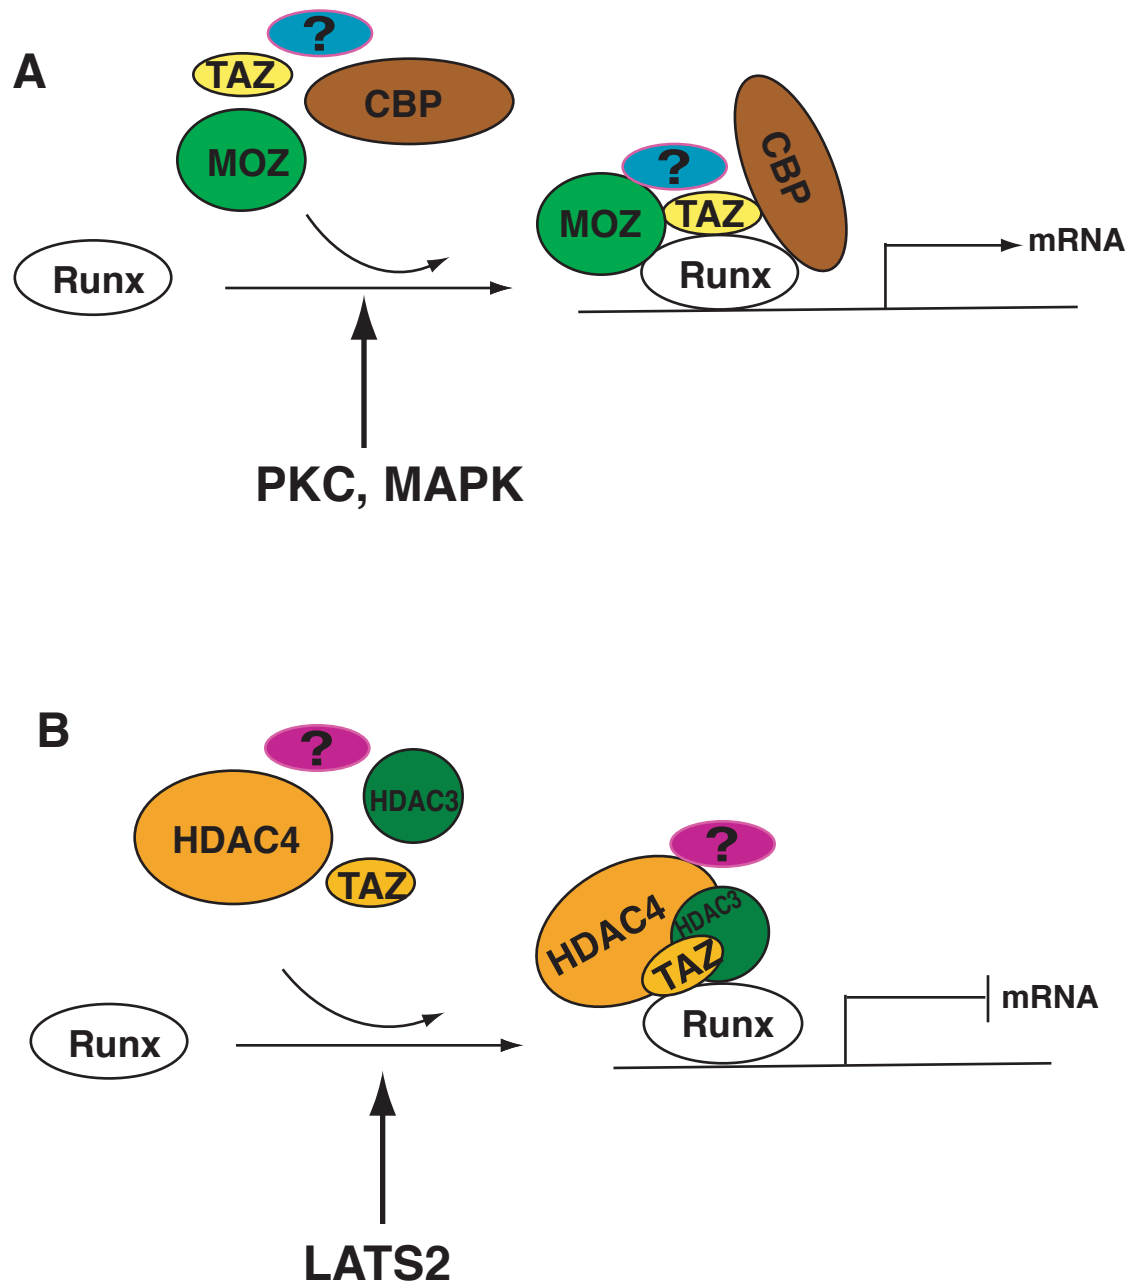 A
?
TAZ
CBP
MOZ
Runx
PKC, MAPK
?
CBP
MOZ
TAZ
Runx
mRNA
B
?
HDAC3
HDAC4
TAZ
Runx
LATS2
?
HDAC4
HDAC3
TAZ
Runx
mRNA